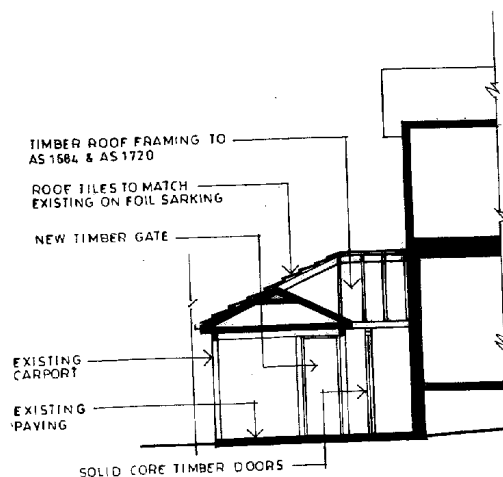 TIMBER ROOF FRAMING TO
AS 1684 & AS 1720
ROOF TILES TO MATCH
EXISTING ON FOIL SARKING
NEW TIMBER GATE
EXISTING
CARPORT
EXISTING
PAVING
SOLID CORE TIMBER DOORS